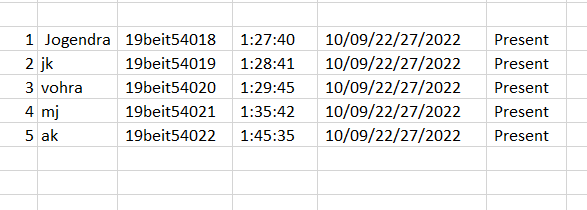 1 Jogendra 19beit54018 1:27:40 10/09/22/27/2022 Present
2 jk 19beit54019 1:28:41 10/09/22/27/2022 Present
3 vohra 19beit54020 1:29:45 10/09/22/27/2022 Present
4 mj 19beit54021 1:35:42 10/09/22/27/2022 Present
5 ak 19beit54022 1:45:35 10/09/22/27/2022 Present